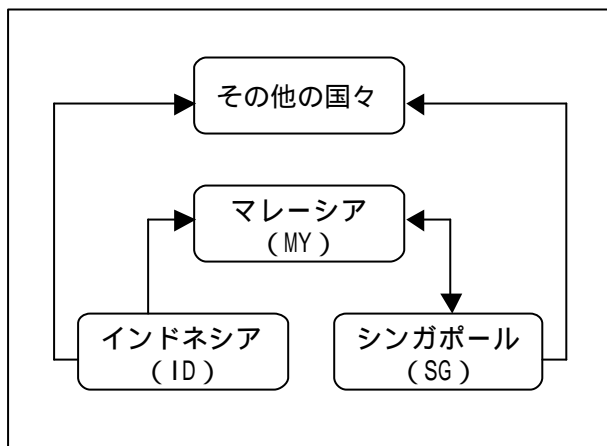 その他の国々
マレーシア
(MY)
インドネシア
(ID)
シンガポール
(SG)